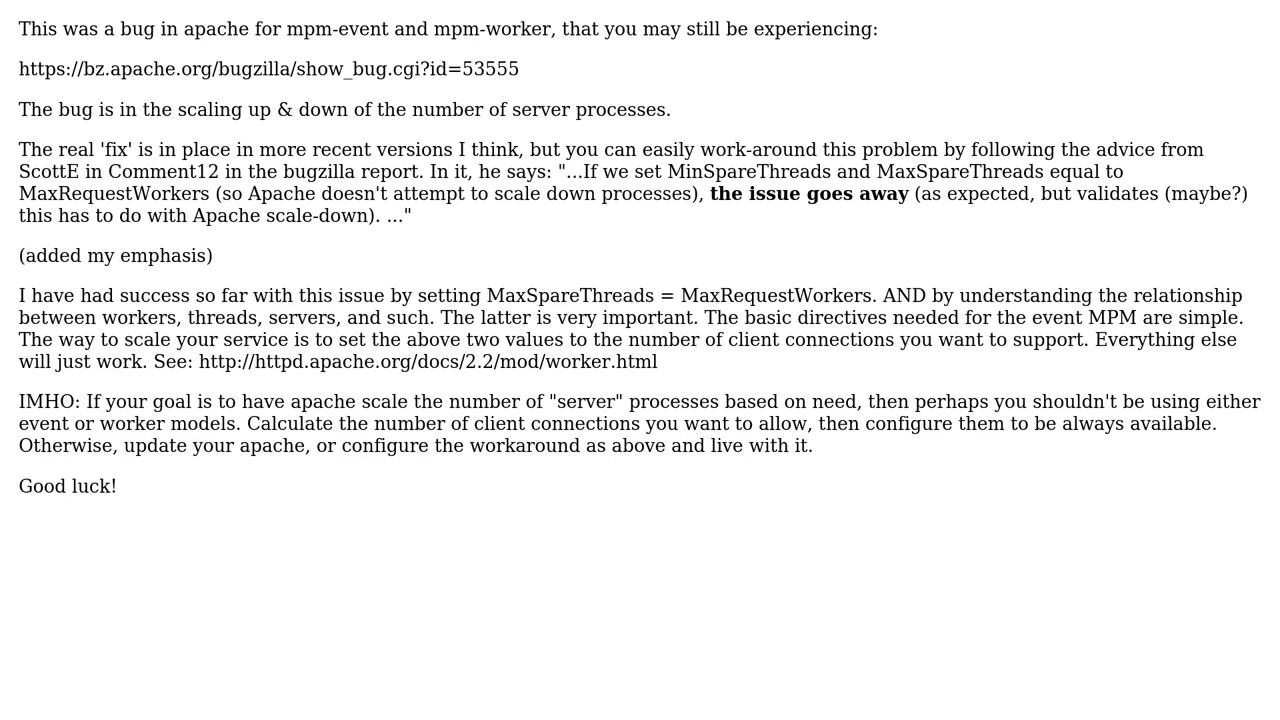 This was a bug in apache for mpm-event and mpm-worker, that you may still be experiencing:
https://bz.apache.org/bugzilla/show_bug.cgi?id=53555
The bug is in the scaling up & down of the number of server processes.
The real 'fix' is in place in more recent versions I think, but you can easily work-around this problem by following the advice from
ScottE in Comment12 in the bugzilla report. In it, he says: "...If we set MinSpareThreads and MaxSpareThreads equal to
MaxRequestWorkers (so Apache doesn't attempt to scale down processes), the issue goes away (as expected, but validates (maybe?)
this has to do with Apache scale-down). ..."
(added my emphasis)
I have had success so far with this issue by setting MaxSpareThreads = MaxRequestWorkers. AND by understanding the relationship
between workers, threads, servers, and such. The latter is very important. The basic directives needed for the event MPM are simple.
The way to scale your service is to set the above two values to the number of client connections you want to support. Everything else
will just work. See: http://httpd.apache.org/docs/2.2/mod/worker.html
IMHO: If your goal is to have apache scale the number of "server" processes based on need, then perhaps you shouldn't be using either
event or worker models. Calculate the number of client connections you want to allow, then configure them to be always available.
Otherwise, update your apache, or configure the workaround as above and live with it.
Good luck!